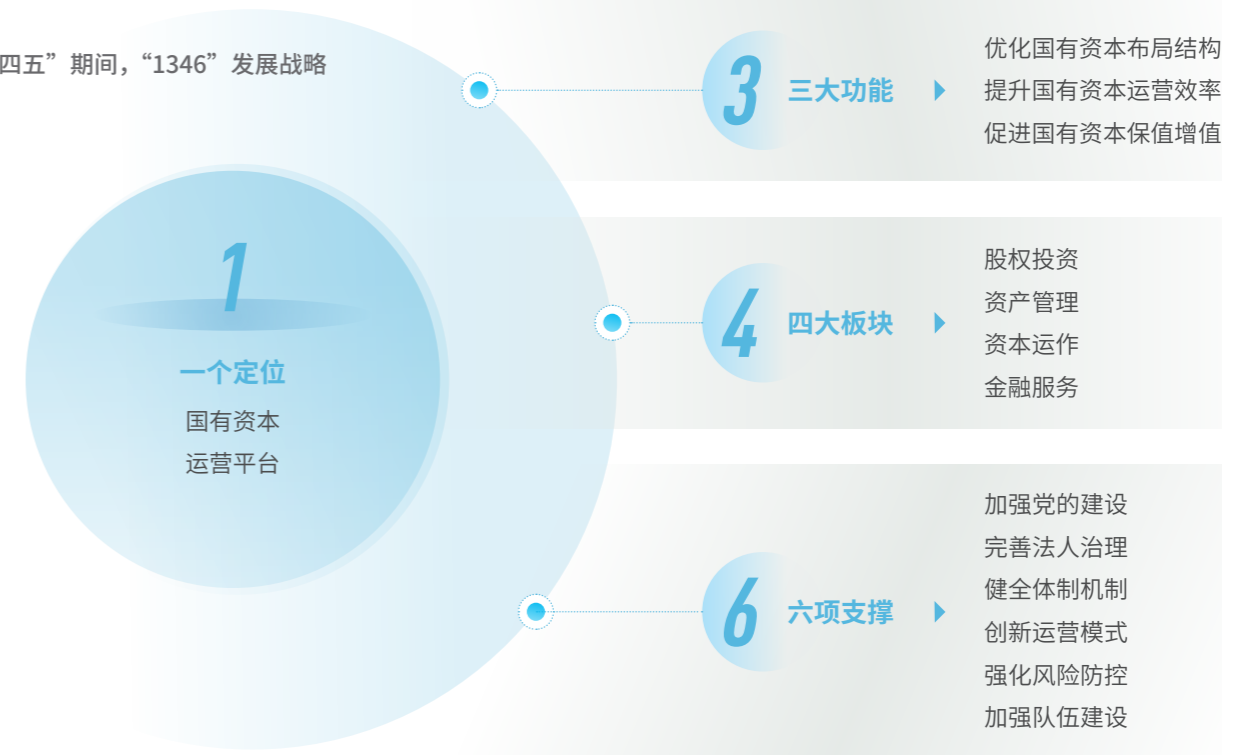 四五”期间，“1346”发展战略
1
一个定位
国有资本
运营平台
3
三大功能
优化国有资本布局结构
提升国有资本运营效率
促进国有资本保值增值
4
四大板块
股权投资
资产管理
资本运作
金融服务
6
六项支撑
加强党的建设
完善法人治理
健全体制机制
创新运营模式
强化风险防控
加强队伍建设